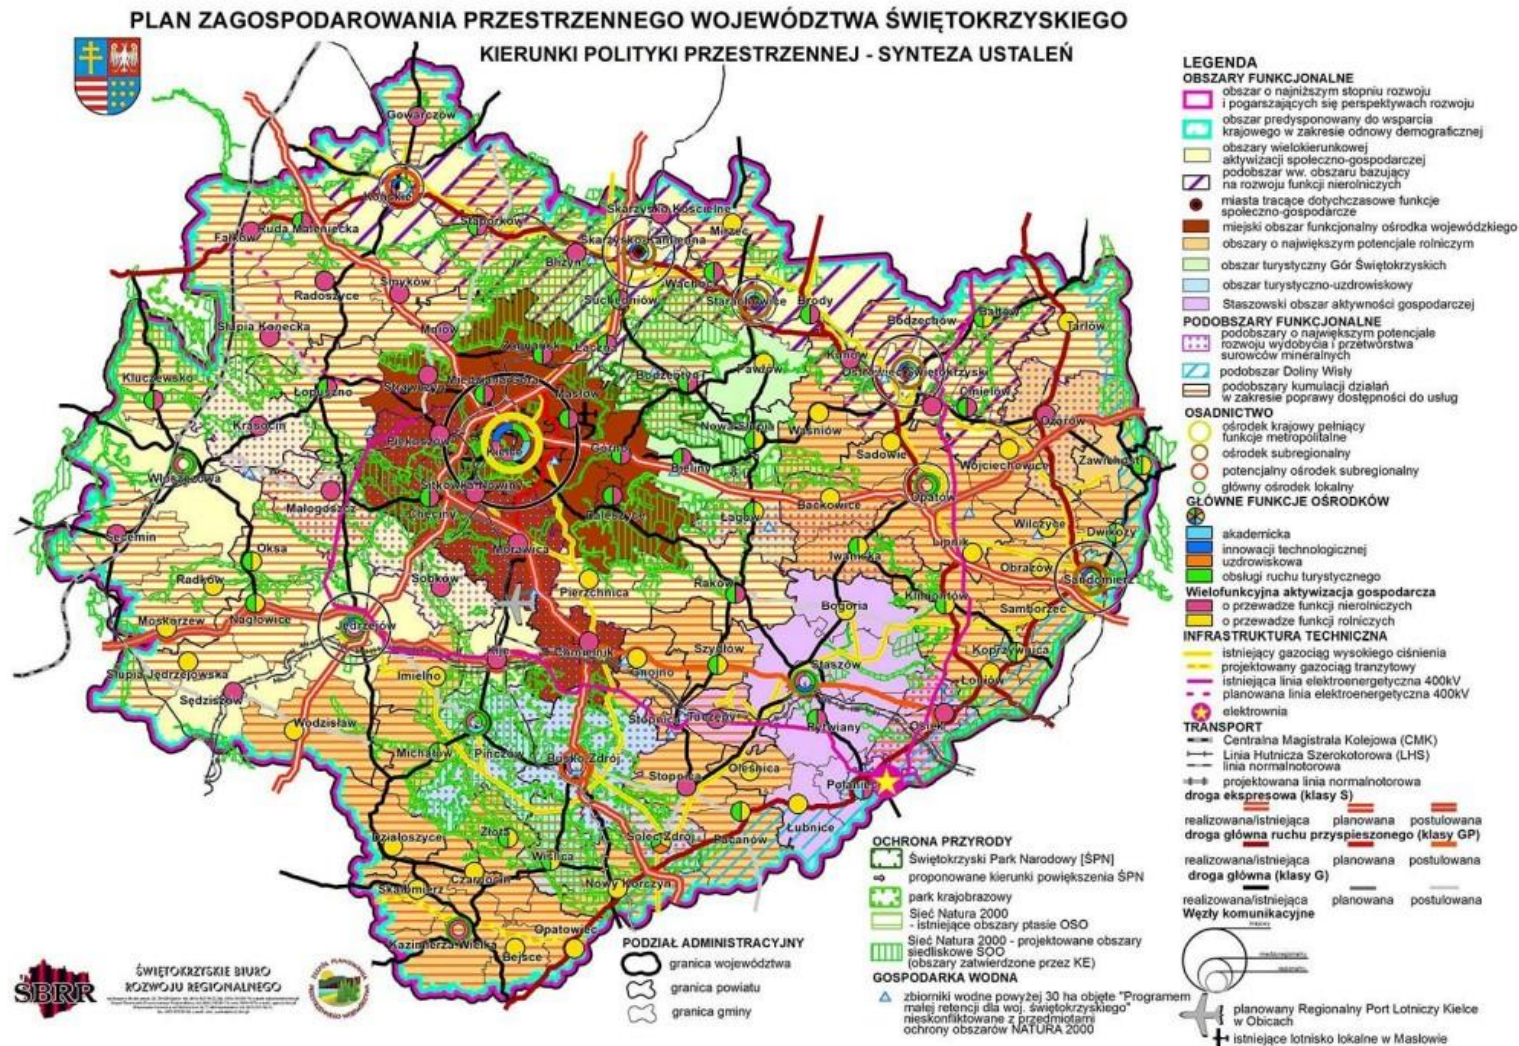 PLAN ZAGOSPODAROWANIA PRZESTRZENNEGO WOJEWÓDZTWA ŚWIĘTOKRZYSKIEGO
KIERUNKI POLITYKI PRZESTRZENNEJ - SYNTEZA USTALEŃ
LEGENDA
OBSZARY FUNKCJONALNE
obszar o najniższym stopniu rozwoju
i pogarszających się perspektywach rozwoju
obszar predysponowany do wsparcia
krajowego w zakresie odnowy demograficznej
obszary wielokierunkowej
aktywizacji społeczno-gospodarczej
podobszar ww. obszaru bazujący
na rozwoju funkcji nierolniczych
miasta tracące dotychczasowe funkcje
społeczno-gospodarcze
miejski obszar funkcjonalny ośrodka wojewódzkiego
obszary o największym potencjale rolniczym
obszar turystyczny Gór Świętokrzyskich
obszar turystyczno-uzdrowiskowy
Staszowski obszar aktywności gospodarczej
PODOBSZARY FUNKCJONALNE
podobszary o największym potencjale
rozwoju wydobycia i przetwórstwa
surowców mineralnych
podobszar Doliny Wisły
podobszary kumulacji działań
w zakresie poprawy dostępności do usług
OSADNICTWO
ośrodek krajowy pełniący
funkcje metropolitalne
ośrodek subregionalny
potencjalny ośrodek subregionalny
główny ośrodek lokalny
GŁÓWNE FUNKCJE OŚRODKÓW
akademicka
innowacji technologicznej
uzdrowiskowa
obsługi ruchu turystycznego
Wielofunkcyjna aktywizacja gospodarcza
o przewadze funkcji nierolniczych
o przewadze funkcji rolniczych
INFRASTRUKTURA TECHNICZNA
istniejący gazociąg wysokiego ciśnienia
projektowany gazociąg tranzytowy
istniejąca linia elektroenergetyczna 400kV
planowana linia elektroenergetyczna 400kV
elektrownia
TRANSPORT
Centralna Magistrala Kolejowa (CMK)
Linia Hutnicza Szerokotorowa (LHS)
linia normalnotorowa
projektowana linia normalnotorowa
droga ekspresowa (klasy S)
realizowana/istniejąca planowana postulowana
droga główna ruchu przyspieszonego (klasy GP)
realizowana/istniejąca planowana postulowana
droga główna (klasy G)
realizowana/istniejąca planowana postulowana
Węzły komunikacyjne
planowany Regionalny Port Lotniczy Kielce
w Obicach
istniejące lotnisko lokalne w Masłowie
Gowarczów
Końskie
Stąporków
Skarżysko Kościelne
Mirzec
Fałków
Ruda Maleniecka
Skarżysko-Kamienna
Bliżyn
Wąchock
Radoszyce
Smyków
Suchedniów
Starachowice
Brody
Bodzechów
Bałtów
Tarłów
Słupia Konecka
Mniów
Zagnańsk
Łączna
Kunów
Ostrowiec Świętokrzyski
Kluczewsko
Łopuszno
Strawczyn
Miedziana Góra
Masłów
Bodzentyn
Pawłów
Ćmielów
Krasocin
Piekoszów
Kielce
Górno
Nowa Słupia
Waśniów
Sadowie
Ożarów
Wojciechowice
Zawichost
Włoszczowa
Bieliny
Sitkówka-Nowiny
Chęciny
Opatów
Małogoszcz
Daleszyce
Łagów
Baćkowice
Wilczyce
Dwikozy
Secemin
Oksa
Morawica
Iwaniska
Lipnik
Obrazów
Sandomierz
Radków
Sobków
Pierzchnica
Raków
Bogoria
Klimontów
Samborzec
Moskorzew
Nagłowice
Jędrzejów
Kije
Chmielnik
Szydłów
Staszów
Koprzywnica
Słupia Jędrzejowska
Imielno
Gnojno
Łoniów
Sędziszów
Wodzisław
Tuczępy
Rytwiany
Osiek
Michałów
Pińczów
Busko-Zdrój
Stopnica
Oleśnica
Połaniec
Działoszyce
Złota
Solec-Zdrój
Pacanów
Łubnice
Wiślica
Skalbmierz
Czarnocin
Nowy Korczyn
Kazimierza Wielka
Opatowiec
Bejsce
OCHRONA PRZYRODY
Świętokrzyski Park Narodowy [ŚPN]
proponowane kierunki powiększenia ŚPN
park krajobrazowy
Sieć Natura 2000
- istniejące obszary ptasie OSO
Sieć Natura 2000 - projektowane obszary
siedliskowe SOO
(obszary zatwierdzone przez KE)
GOSPODARKA WODNA
zbiorniki wodne powyżej 30 ha objęte "Programem
małej retencji dla woj. świętokrzyskiego"
nieskonfliktowane z przedmiotami
ochrony obszarów NATURA 2000
PODZIAŁ ADMINISTRACYJNY
granica województwa
granica powiatu
granica gminy
SBRR
ŚWIĘTOKRZYSKIE BIURO
ROZWOJU REGIONALNEGO